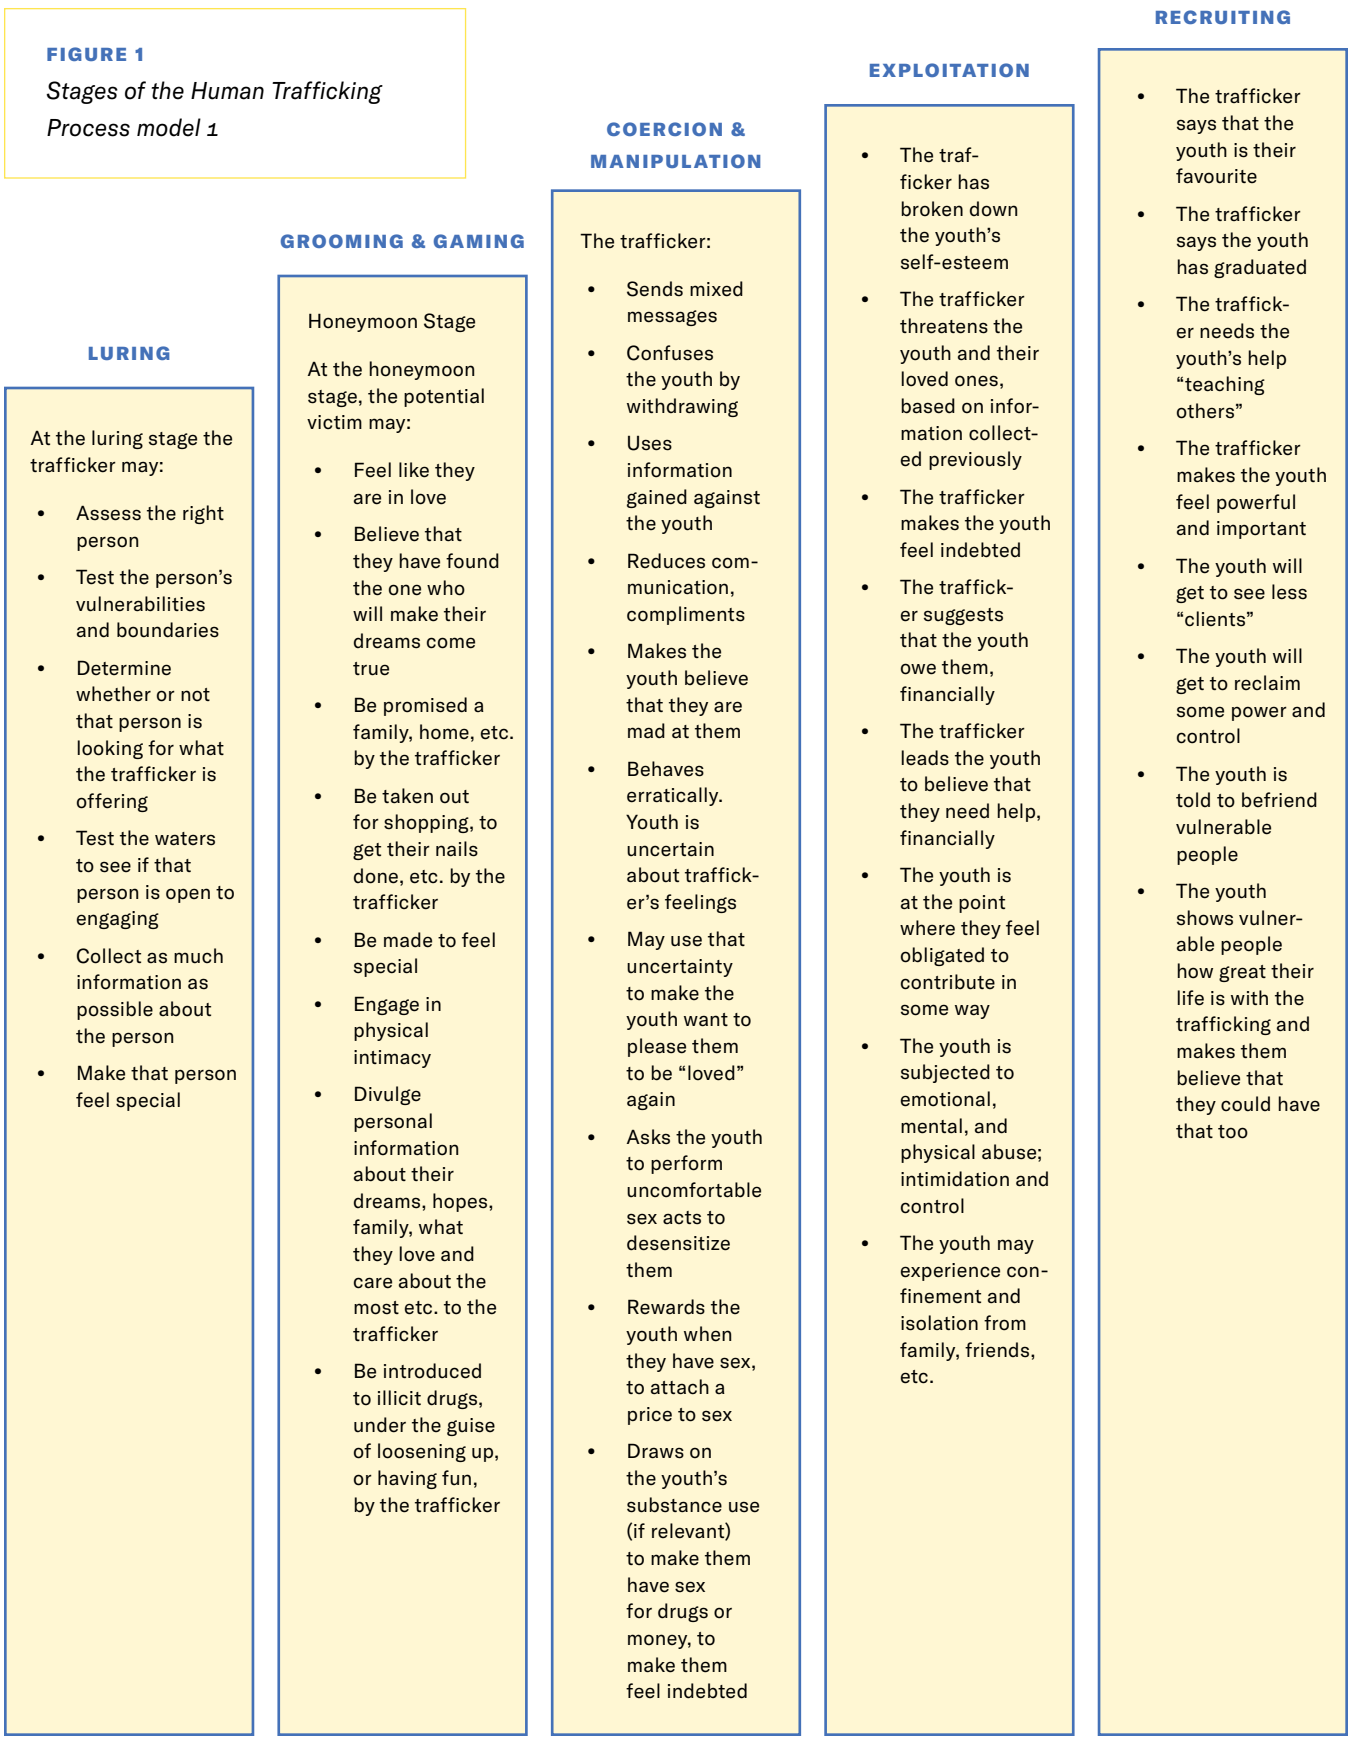 FIGURE 1
Stages of the Human Trafficking
Process model 1
LURING
At the luring stage the
trafficker may:
• Assess the right
person
• Test the person's
vulnerabilities
and boundaries
• Determine
whether or not
that person is
looking for what
the trafficker is
offering
• Test the waters
to see if that
person is open to
engaging
• Collect as much
information as
possible about
the person
• Make that person
feel special
GROOMING & GAMING
Honeymoon Stage
At the honeymoon
stage, the potential
victim may:
• Feel like they
are in love
• Believe that
they have found
the one who
will make their
dreams come
true
• Be promised a
family, home, etc.
by the trafficker
• Be taken out
for shopping, to
get their nails
done, etc. by the
trafficker
• Be made to feel
special
• Engage in
physical
intimacy
• Divulge
personal
information
about their
dreams, hopes,
family, what
they love and
care about the
most etc. to the
trafficker
• Be introduced
to illicit drugs,
under the guise
of loosening up,
or having fun,
by the trafficker
COERCION &
MANIPULATION
The trafficker:
• Sends mixed
messages
• Confuses
the youth by
withdrawing
• Uses
information
gained against
the youth
• Reduces com-
munication,
compliments
• Makes the
youth believe
that they are
mad at them
• Behaves
erratically.
Youth is
uncertain
about traffick-
er's feelings
• May use that
uncertainty
to make the
youth want to
please them
to be “loved”
again
• Asks the youth
to perform
uncomfortable
sex acts to
desensitize
them
• Rewards the
youth when
they have sex,
to attach a
price to sex
• Draws on
the youth's
substance use
(if relevant)
to make them
have sex
for drugs or
money, to
make them
feel indebted
EXPLOITATION
• The traf-
ficker has
broken down
the youth's
self-esteem
• The trafficker
threatens the
youth and their
loved ones,
based on infor-
mation collect-
ed previously
• The trafficker
makes the youth
feel indebted
• The traffick-
er suggests
that the youth
owe them,
financially
• The trafficker
leads the youth
to believe that
they need help,
financially
• The youth is
at the point
where they feel
obligated to
contribute in
some way
• The youth is
subjected to
emotional,
mental, and
physical abuse;
intimidation and
control
• The youth may
experience con-
finement and
isolation from
family, friends,
etc.
RECRUITING
• The trafficker
says that the
youth is their
favourite
• The trafficker
says the youth
has graduated
• The traffick-
er needs the
youth's help
“teaching
others”
• The trafficker
makes the youth
feel powerful
and important
• The youth will
get to see less
“clients”
• The youth will
get to reclaim
some power and
control
• The youth is
told to befriend
vulnerable
people
• The youth
shows vulner-
able people
how great their
life is with the
trafficking and
makes them
believe that
they could have
that too